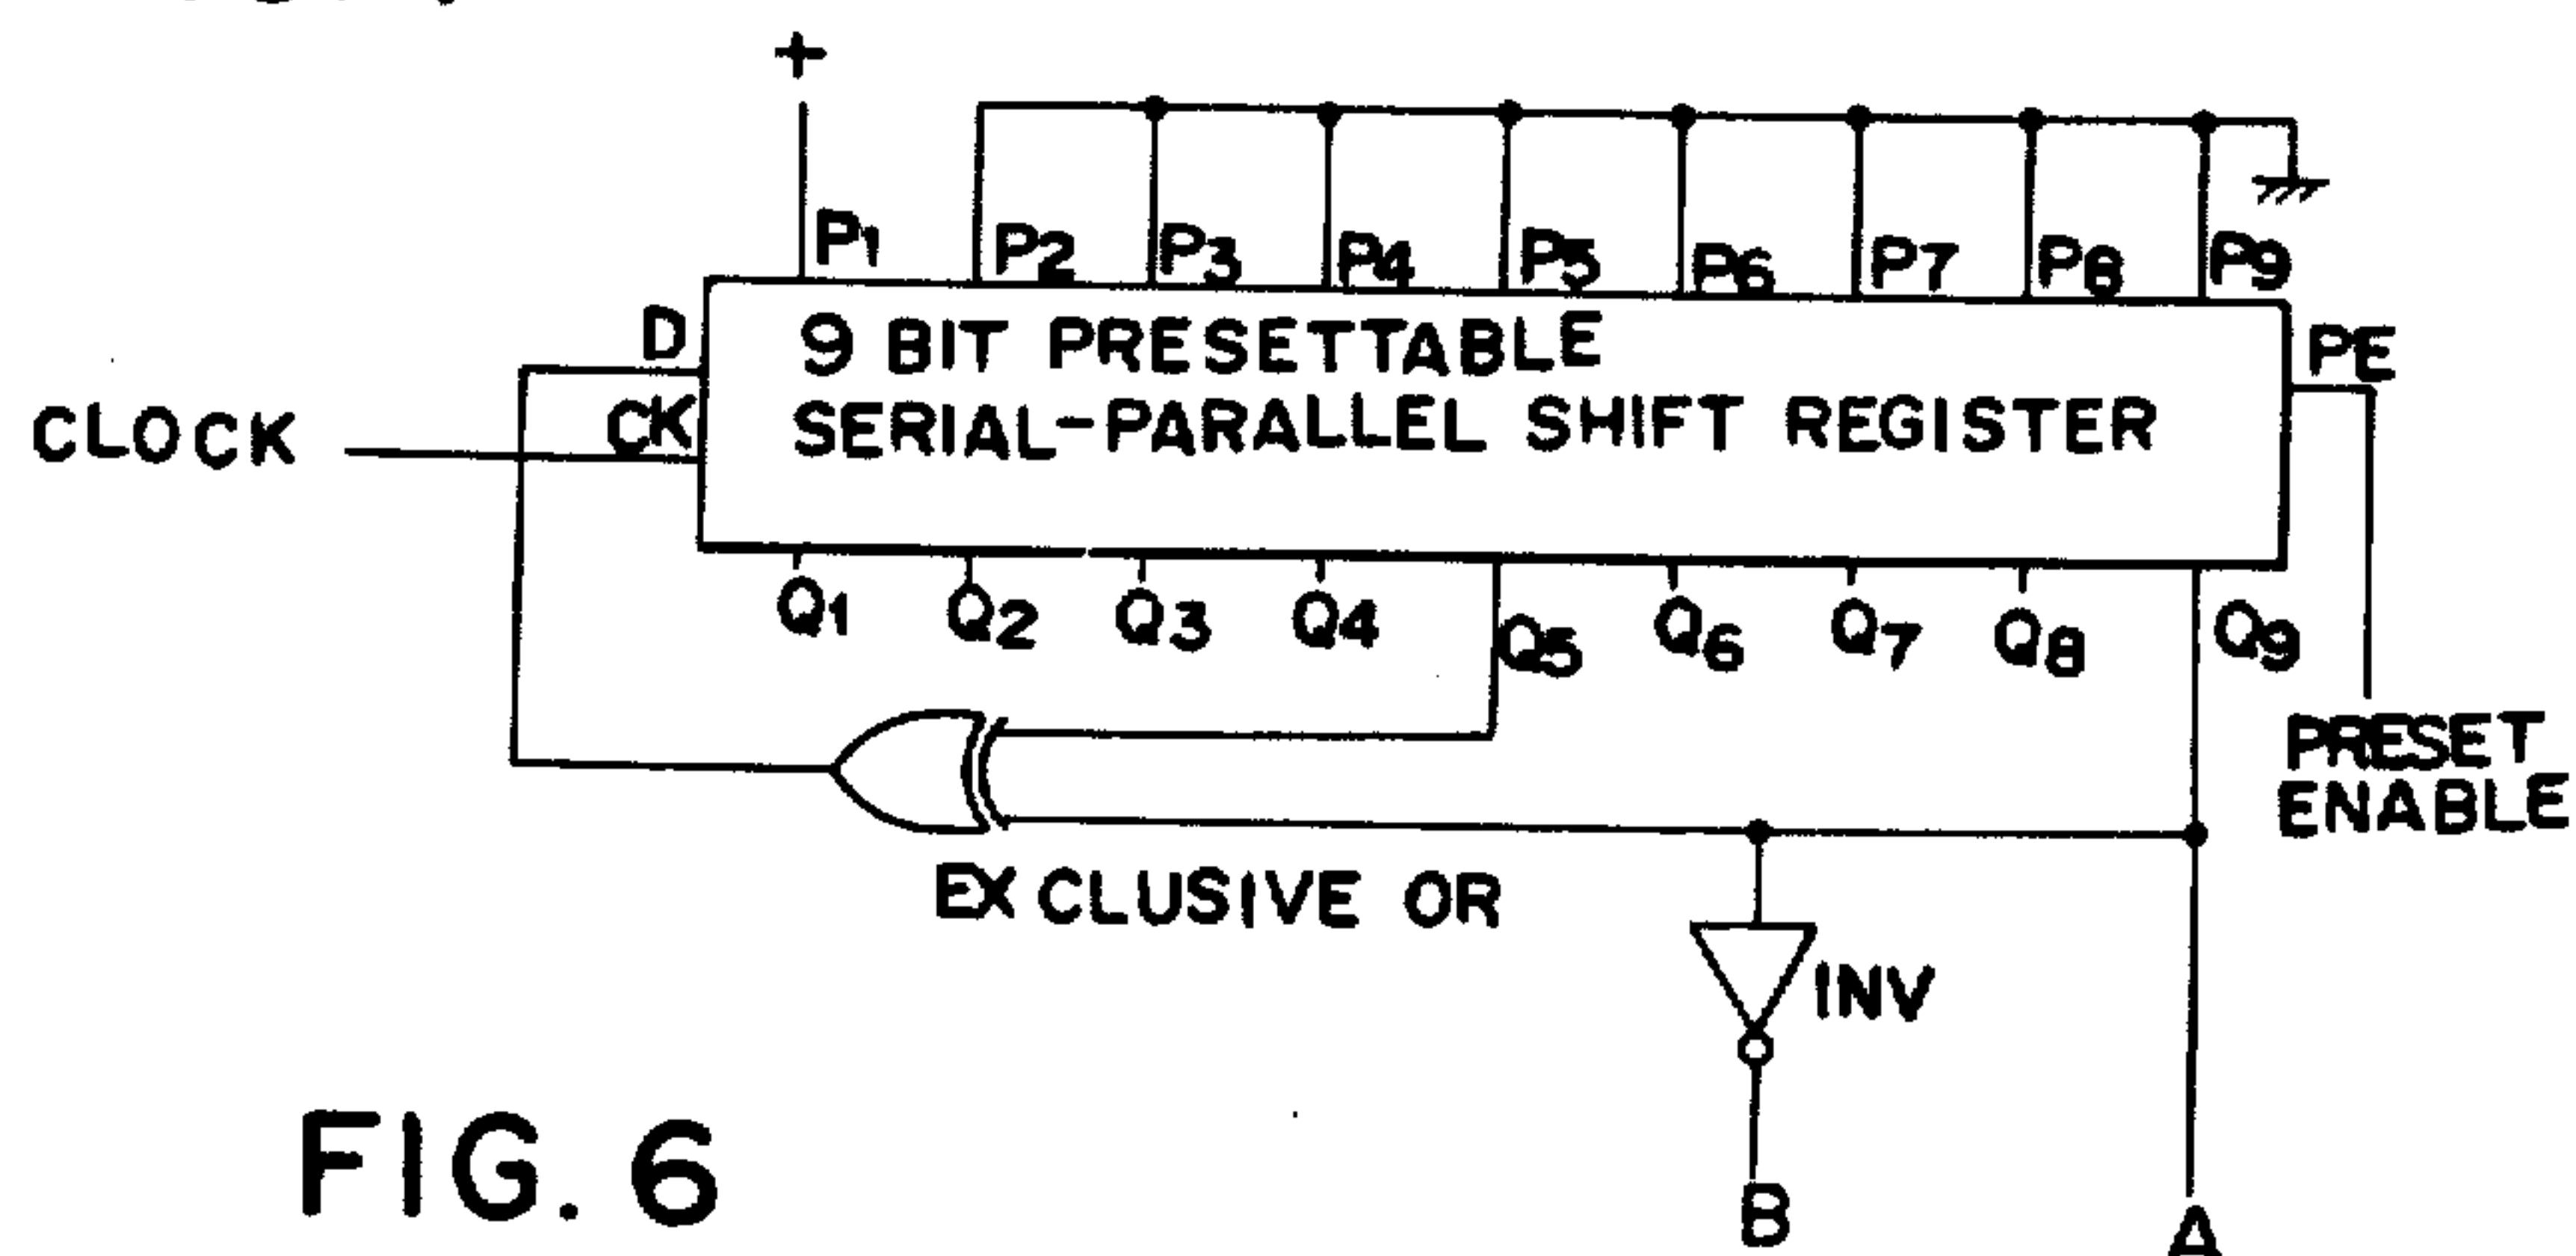 +
P1 P2 P3 P4 P5 P6 P7 P8 P9
D
9 BIT PRESETTABLE
PE
CLOCK
CK
SERIAL-PARALLEL SHIFT REGISTER
Q1 Q2 Q3 Q4 Q5 Q6 Q7 Q8 Q9
PRESET
ENABLE
EXCLUSIVE OR
INV
B
A
FIG. 6